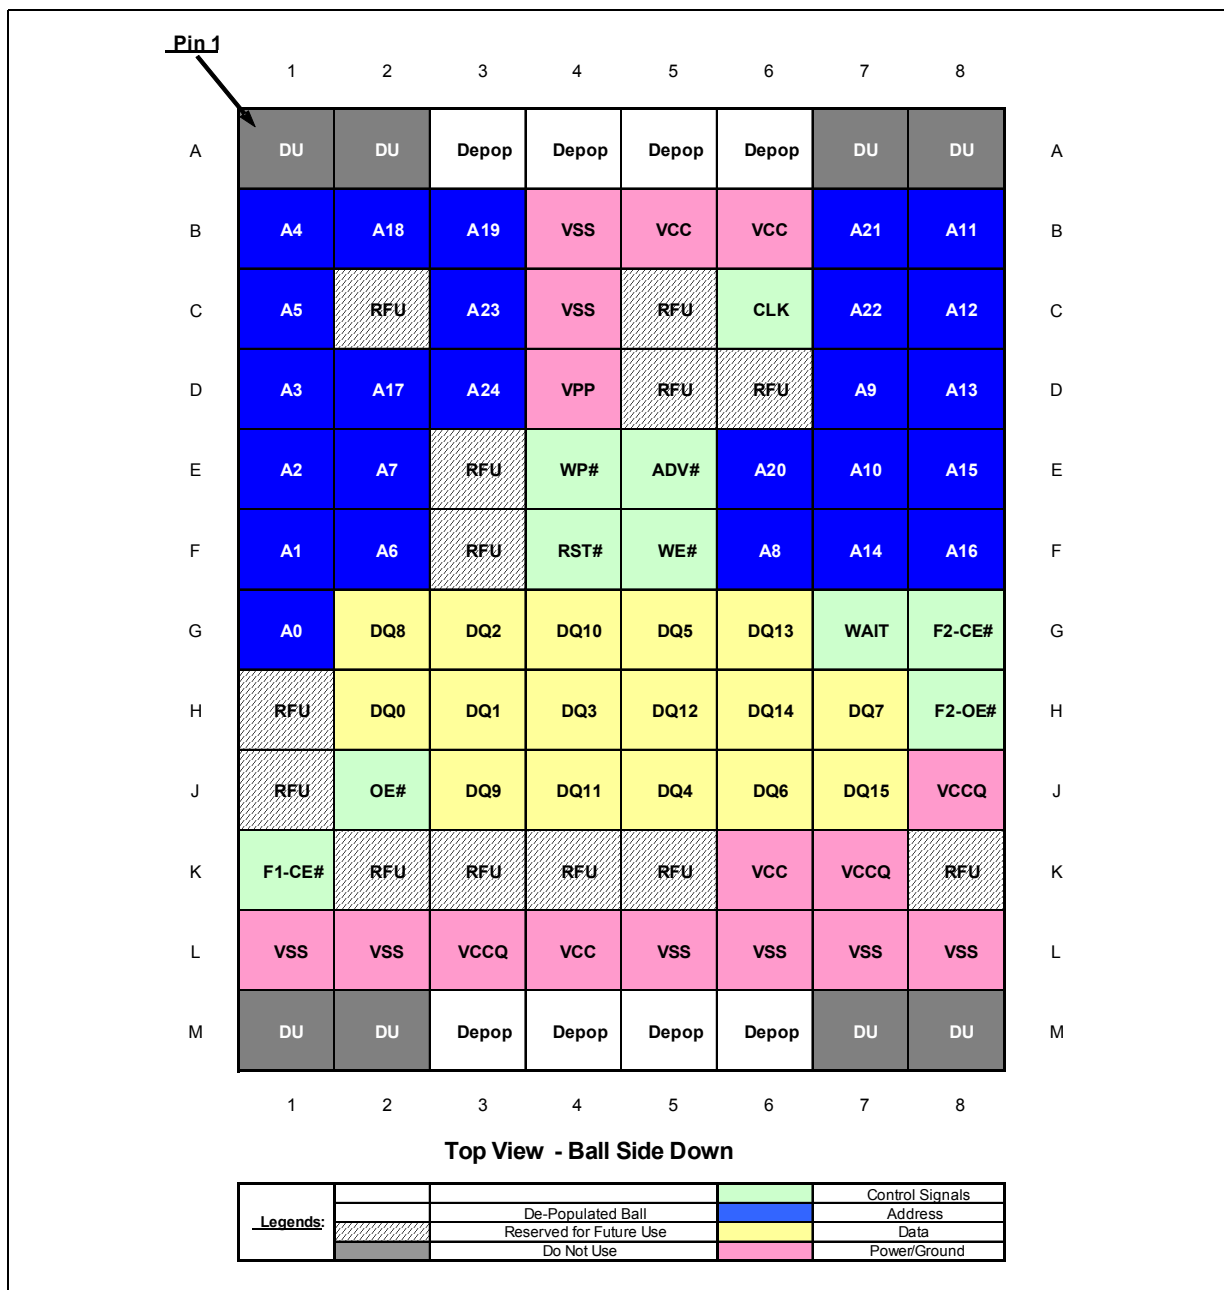 Pin 1
1 2 3 4 5 6 7 8
A DU DU Depop Depop Depop Depop DU DU A
B A4 A18 A19 VSS VCC VCC A21 A11 B
C A5 RFU A23 VSS RFU CLK A22 A12 C
D A3 A17 A24 VPP RFU RFU A9 A13 D
E A2 A7 RFU WP# ADV# A20 A10 A15 E
F A1 A6 RFU RST# WE# A8 A14 A16 F
G A0 DQ8 DQ2 DQ10 DQ5 DQ13 WAIT F2-CE# G
H RFU DQ0 DQ1 DQ3 DQ12 DQ14 DQ7 F2-OE# H
J RFU OE# DQ9 DQ11 DQ4 DQ6 DQ15 VCCQ J
K F1-CE# RFU RFU RFU RFU VCC VCCQ RFU K
L VSS VSS VCCQ VCC VSS VSS VSS VSS L
M DU DU Depop Depop Depop Depop DU DU M
1 2 3 4 5 6 7 8
Top View - Ball Side Down
Legends:
Control Signals
De-Populated Ball Address
Reserved for Future Use Data
Do Not Use Power/Ground